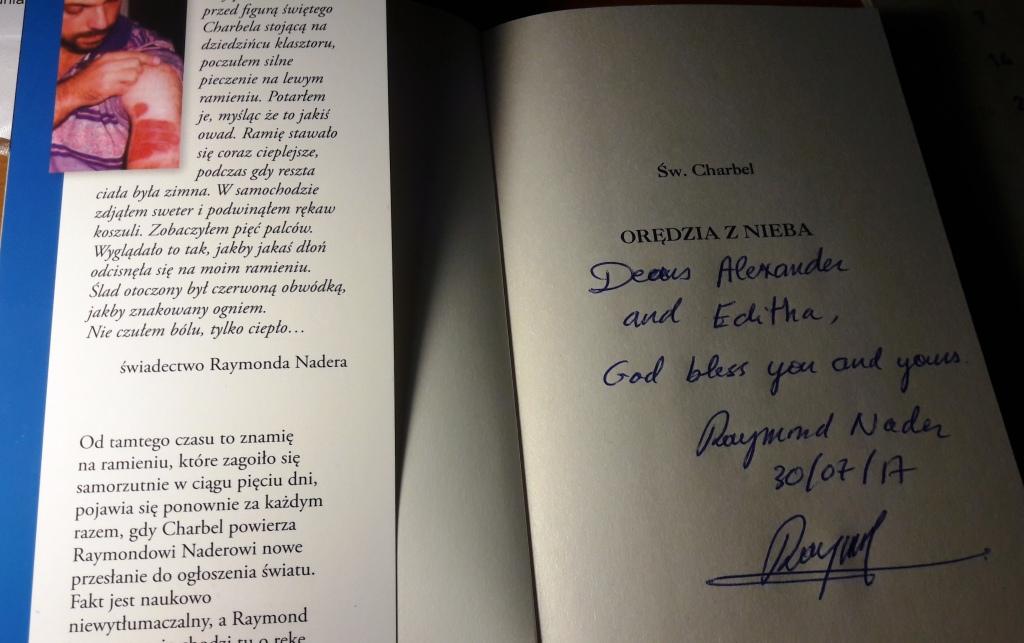 przed figurą świętego
Charbela stojącą na
dziedzińcu klasztoru,
poczułem silne
pieczenie na lewym
ramieniu. Potarłem
je, myśląc że to jakiś
owad. Ramię stawało
się coraz cieplejsze,
podczas gdy reszta
ciała była zimna. W samochodzie
zdjąłem sweter i podwinąłem rękaw
koszuli. Zobaczyłem pięć palców.
Wyglądało to tak, jakby jakaś dłoń
odcisnęła się na moim ramieniu.
Ślad otoczony był czerwoną obwódką,
jakby znakowany ogniem.
Nie czułem bólu, tylko ciepło…
świadectwo Raymonda Nadera
Od tamtego czasu to znamię
na ramieniu, które zagoiło się
samorzutnie w ciągu pięciu dni,
pojawia się ponownie za każdym
razem, gdy Charbel powierza
Raymondowi Naderowi nowe
przesłanie do ogłoszenia światu.
Fakt jest naukowo
niewytłumaczalny, a Raymond
Św. Charbel
ORĘDZIA Z NIEBA
Dears Alexander
and Editha,
God bless you and yours.
Raymond Nader
30/07/17
Raymond